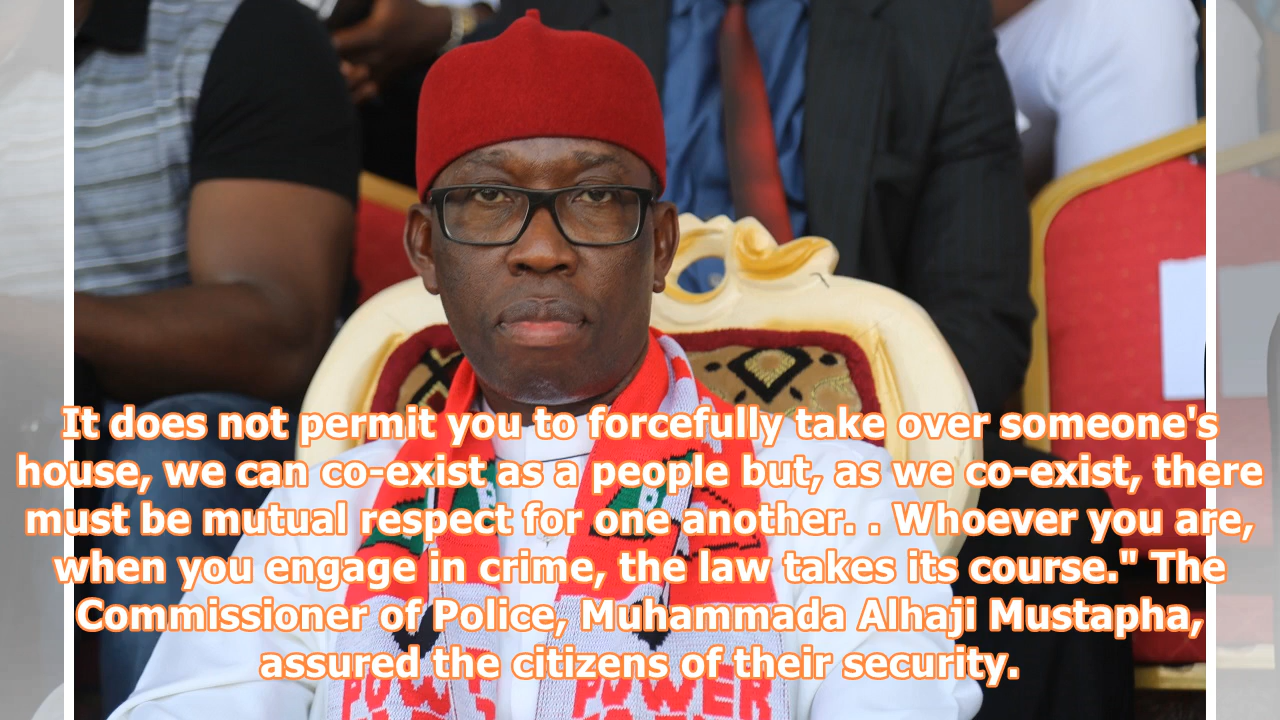 It does not permit you to forcefully take over someone's
house, we can co-exist as a people but, as we co-exist, there
must be mutual respect for one another. . Whoever you are,
when you engage in crime, the law takes its course." The
Commissioner of Police, Muhammada Alhaji Mustapha,
assured the citizens of their security.
POWER